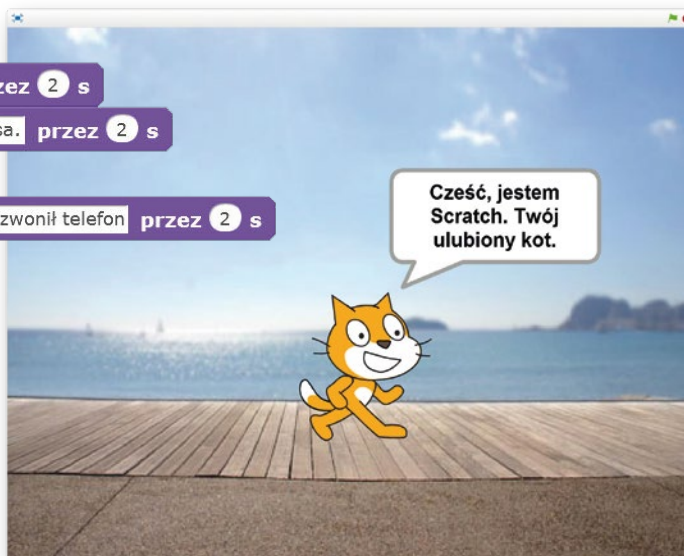 przez 2 s
przez 2 s
zwonił telefon przez 2 s
Cześć, jestem
Scratch. Twój
ulubiony kot.